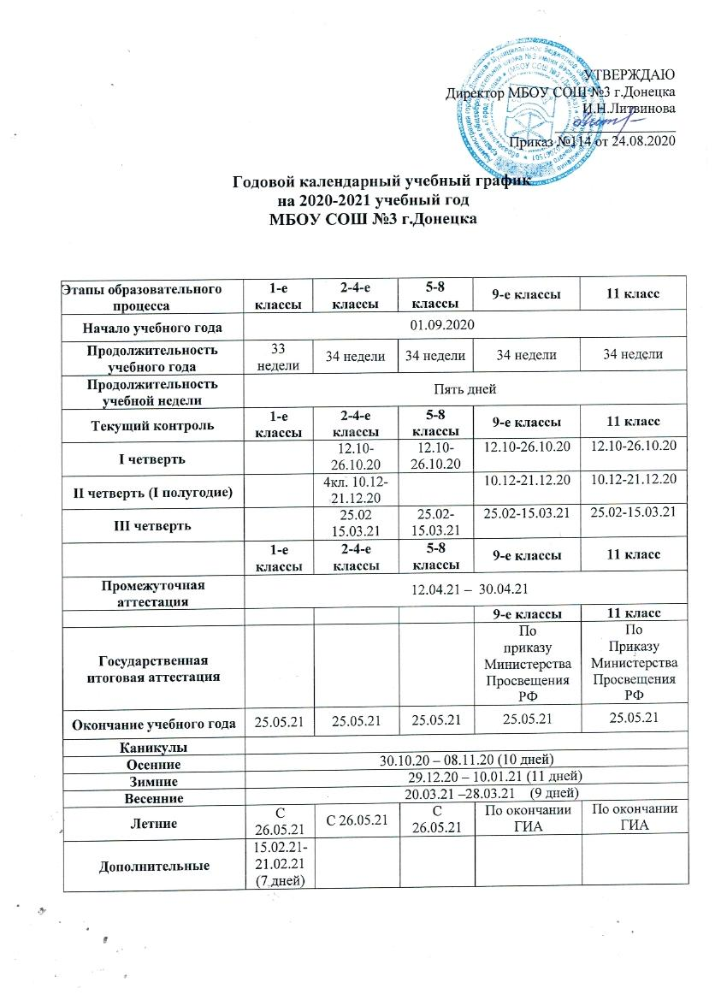 УТВЕРЖДАЮ
Директор МБОУ СОШ №3 г.Донецка
И.Н.Литвинова
Приказ №114 от 24.08.2020
Годовой календарный учебный график
на 2020-2021 учебный год
МБОУ СОШ №3 г.Донецка
Этапы образовательного процесса 1-е классы 2-4-е классы 5-8 классы 9-е классы 11 класс
Начало учебного года 01.09.2020
Продолжительность учебного года 33 недели 34 недели 34 недели 34 недели 34 недели
Продолжительность учебной недели Пять дней
Текущий контроль 1-е классы 2-4-е классы 5-8 классы 9-е классы 11 класс
I четверть 12.10-26.10.20 12.10-26.10.20 12.10-26.10.20 12.10-26.10.20
II четверть (I полугодие) 4кл. 10.12-21.12.20 10.12-21.12.20 10.12-21.12.20
III четверть 25.02 15.03.21 25.02-15.03.21 25.02-15.03.21 25.02-15.03.21
1-е классы 2-4-е классы 5-8 классы 9-е классы 11 класс
Промежуточная аттестация 12.04.21 – 30.04.21
9-е классы 11 класс
Государственная итоговая аттестация По приказу Министерства Просвещения РФ По Приказу Министерства Просвещения РФ
Окончание учебного года 25.05.21 25.05.21 25.05.21 25.05.21 25.05.21
Каникулы
Осенние 30.10.20 – 08.11.20 (10 дней)
Зимние 29.12.20 – 10.01.21 (11 дней)
Весенние 20.03.21 –28.03.21 (9 дней)
Летние С 26.05.21 С 26.05.21 С 26.05.21 По окончании ГИА По окончании ГИА
Дополнительные 15.02.21-21.02.21 (7 дней)